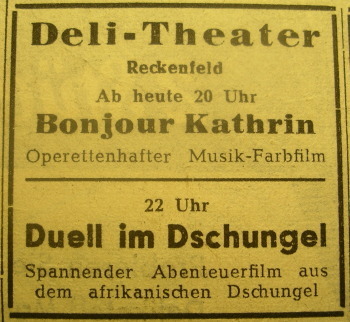 Deli-Theater
Reckenfeld
Ab heute 20 Uhr
Bonjour Kathrin
Operettenhafter Musik-Farbfilm
22 Uhr
Duell im Dschungel
Spannender Abenteuerfilm aus
dem afrikanischen Dschungel